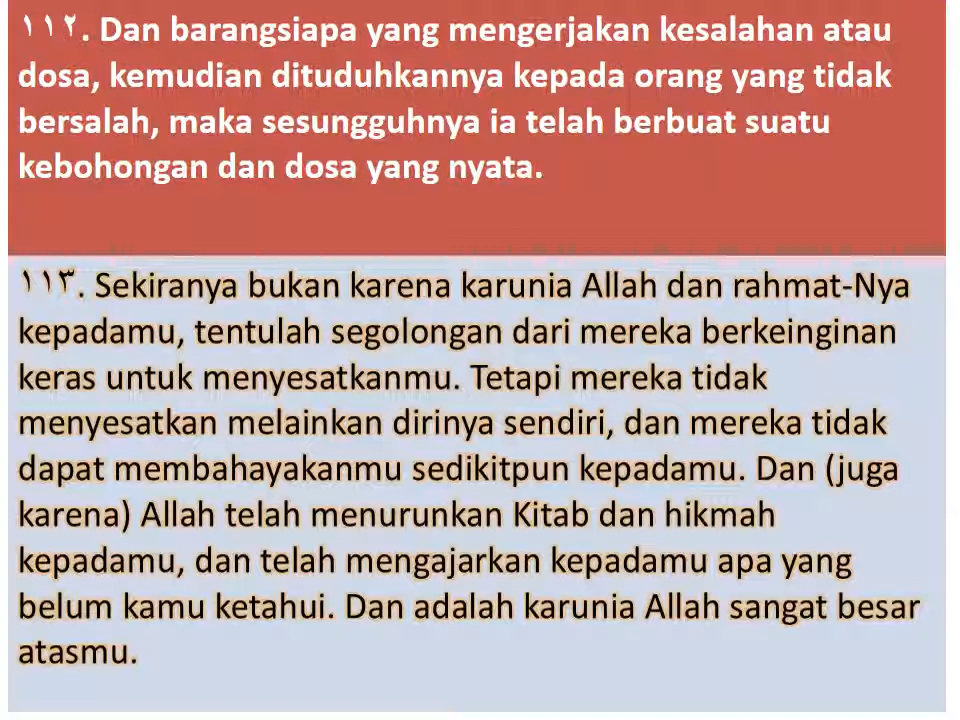 ١١٢. Dan barangsiapa yang mengerjakan kesalahan atau
dosa, kemudian dituduhkannya kepada orang yang tidak
bersalah, maka sesungguhnya ia telah berbuat suatu
kebohongan dan dosa yang nyata.
١١٣. Sekiranya bukan karena karunia Allah dan rahmat-Nya
kepadamu, tentulah segolongan dari mereka berkeinginan
keras untuk menyesatkanmu. Tetapi mereka tidak
menyesatkan melainkan dirinya sendiri, dan mereka tidak
dapat membahayakanmu sedikitpun kepadamu. Dan (juga
karena) Allah telah menurunkan Kitab dan hikmah
kepadamu, dan telah mengajarkan kepadamu apa yang
belum kamu ketahui. Dan adalah karunia Allah sangat besar
atasmu.